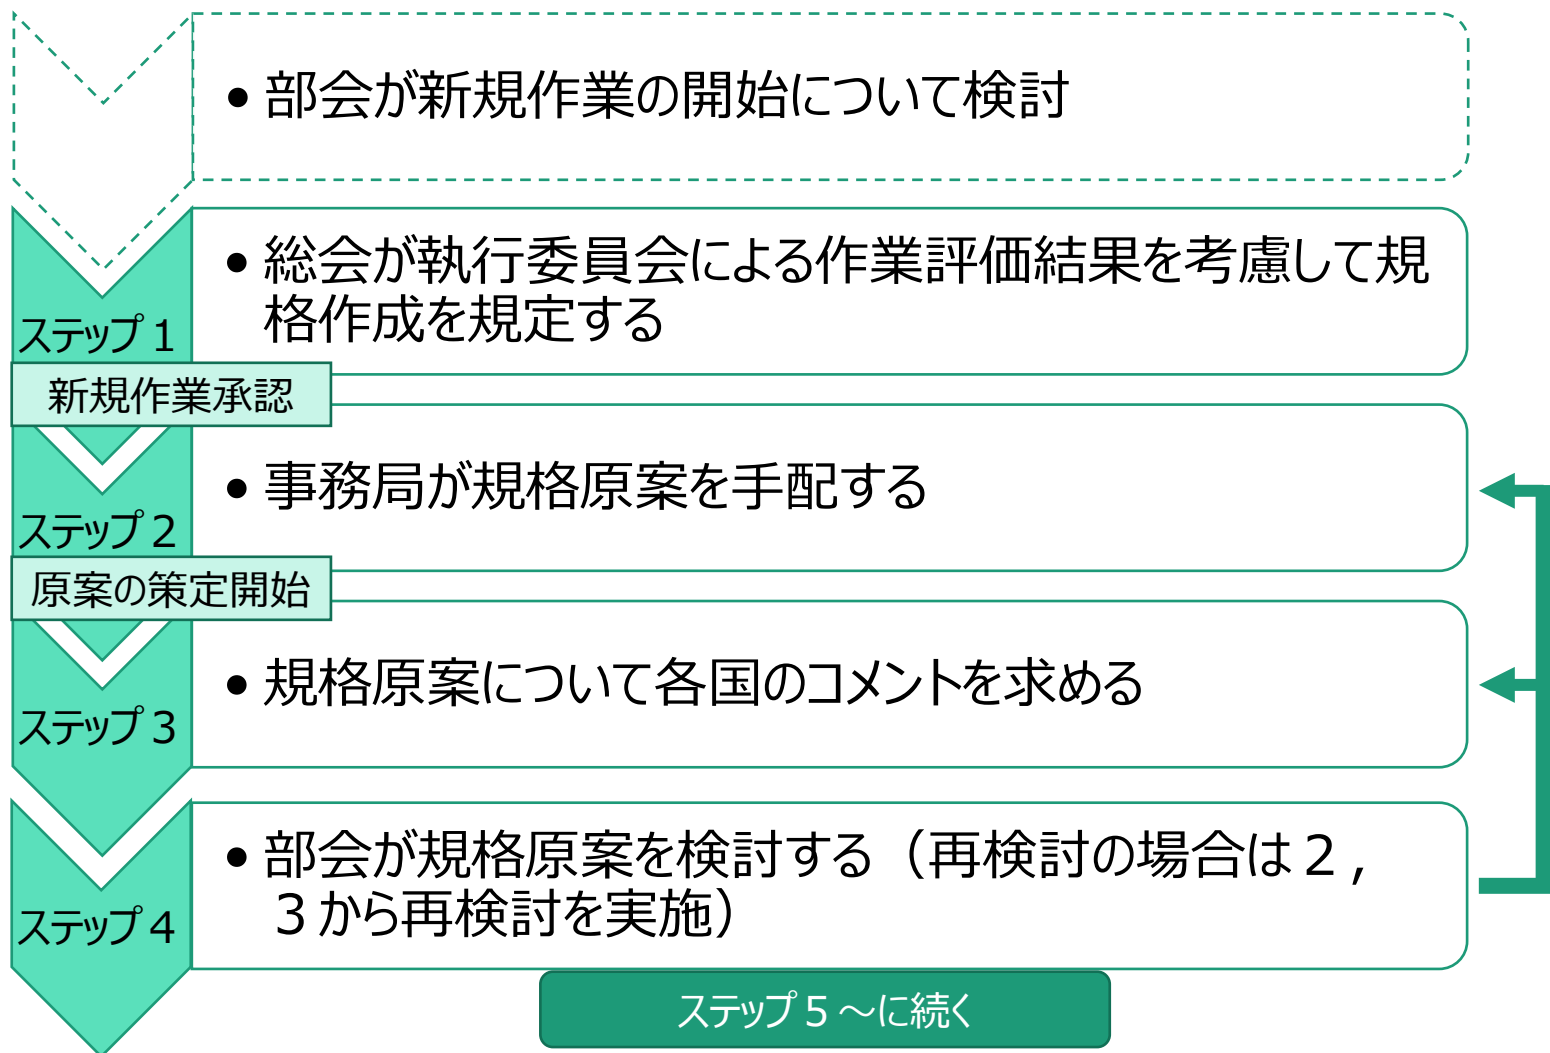 • 部会が新規作業の開始について検討
• 総会が執行委員会による作業評価結果を考慮して規
格作成を規定する
ステップ１
新規作業承認
• 事務局が規格原案を手配する
ステップ２
原案の策定開始
• 規格原案について各国のコメントを求める
ステップ３
• 部会が規格原案を検討する（再検討の場合は２，
３から再検討を実施）
ステップ４
ステップ５～に続く